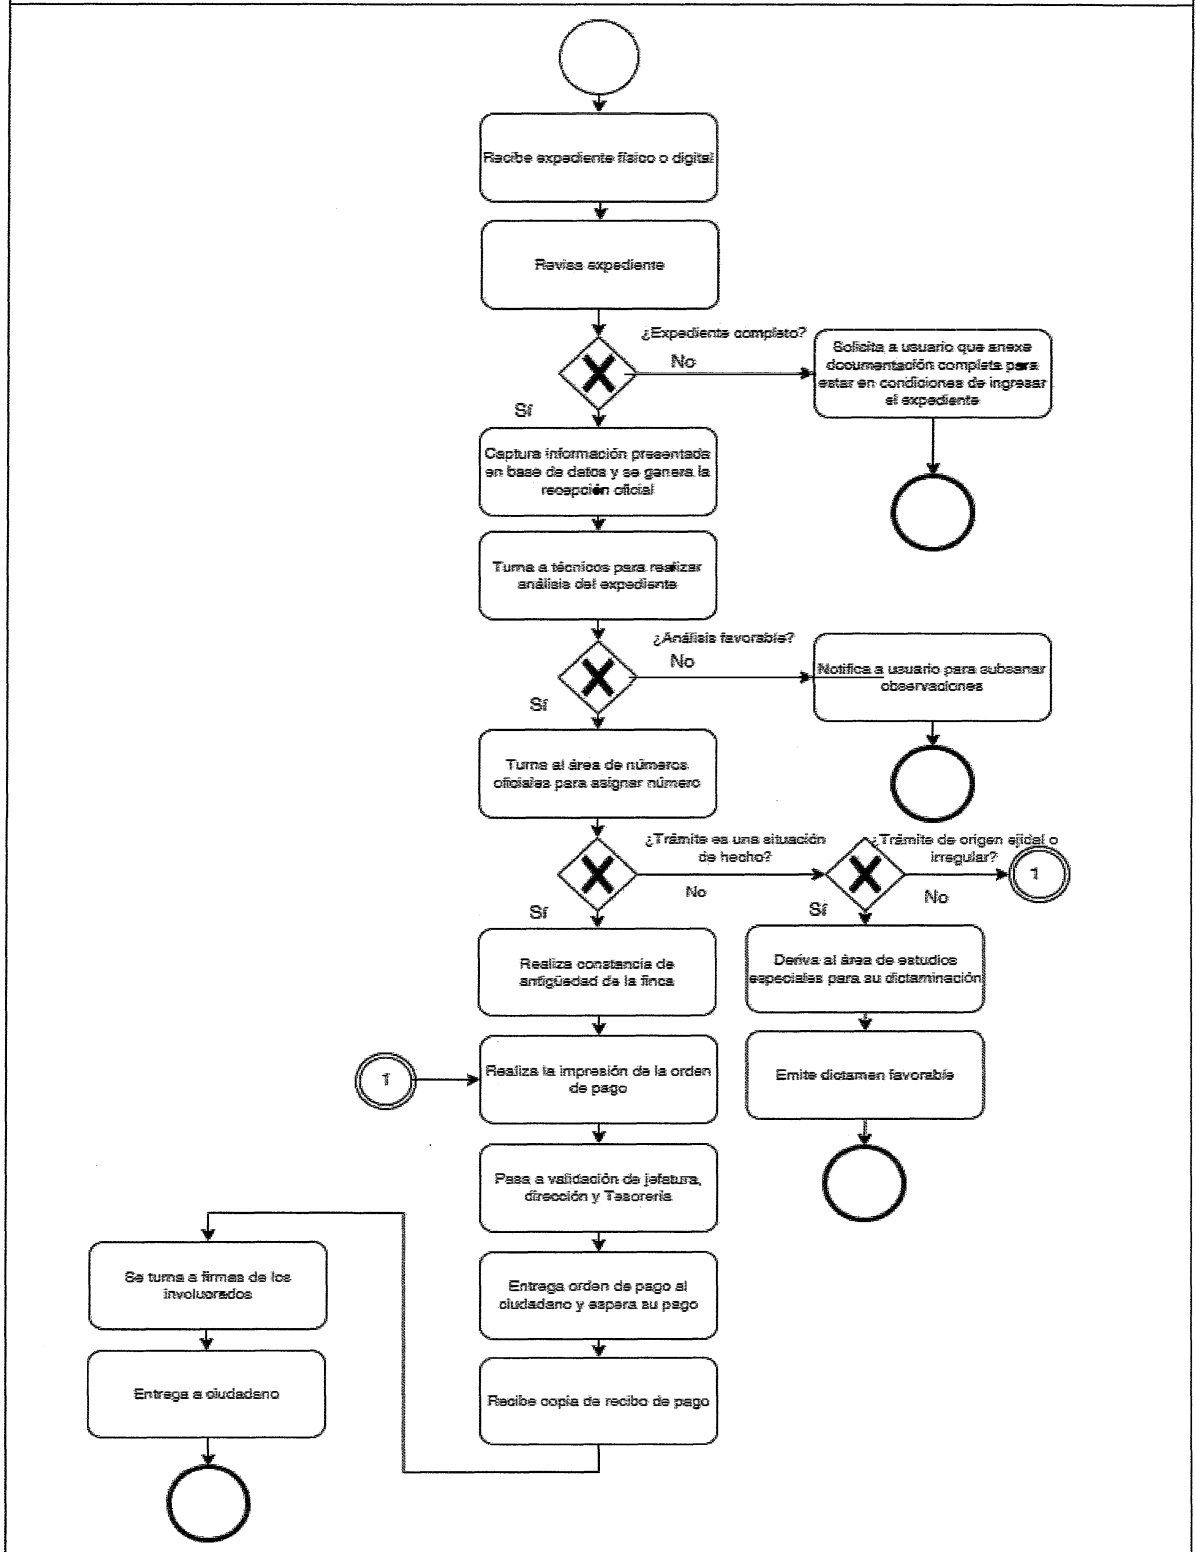 Recibe expediente físico o digital
Revisa expediente
¿Expediente completo?
No
Solicita a usuario que anexe
documentación completa para
estar en condiciones de ingresar
el expediente
Sí
Captura información presentada
en base de datos y se genera la
recepción oficial
Turna a técnicos para realizar
análisis del expediente
¿Análisis favorable?
No
Notifica a usuario para subsanar
observaciones
Sí
Turna al área de números
oficiales para asignar número
¿Trámite es una situación
de hecho?
No
¿Trámite de origen ejidal o
irregular?
1
No
Sí
Sí
Realiza constancia de
antigüedad de la finca
Deriva al área de estudios
especiales para su dictaminación
1
Realiza la impresión de la orden
de pago
Emite dictamen favorable
Pasa a validación de jefatura,
dirección y Tesorería
Se turna a firmas de los
involucrados
Entrega orden de pago al
ciudadano y espera su pago
Entrega a ciudadano
Recibe copia de recibo de pago